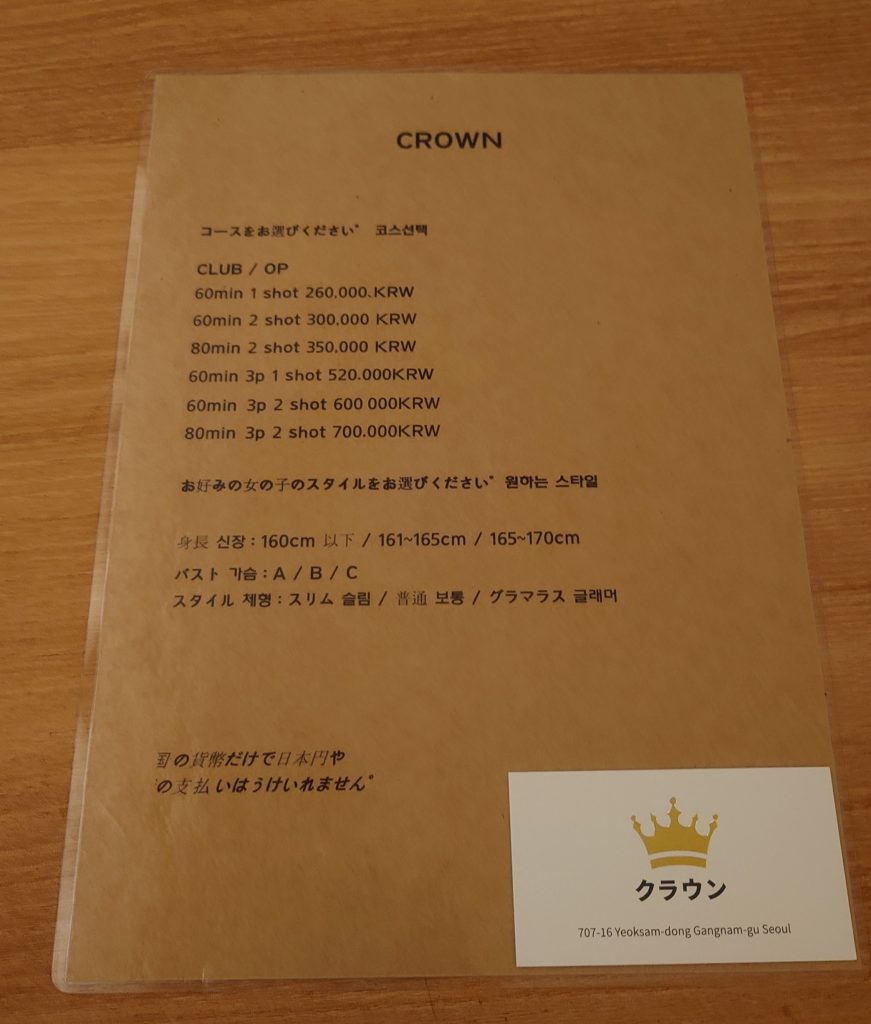 CROWN
コースをお選びください。 코스선택
CLUB / OP
60min 1 shot 260.000.KRW
60min 2 shot 300.000 KRW
80min 2 shot 350.000 KRW
60min 3p 1 shot 520.000KRW
60min 3p 2 shot 600 000KRW
80min 3p 2 shot 700.000KRW
お好みの女の子のスタイルをお選びください。 원하는 스타일
身長 신장 : 160cm 以下 / 161~165cm / 165~170cm
バスト 가슴 : A / B / C
スタイル 체형 : スリム 슬림 / 普通 보통 / グラマラス 글래머
国の貨幣だけで日本円や
の支払いはうけいれません。
クラウン
707-16 Yeoksam-dong Gangnam-gu Seoul